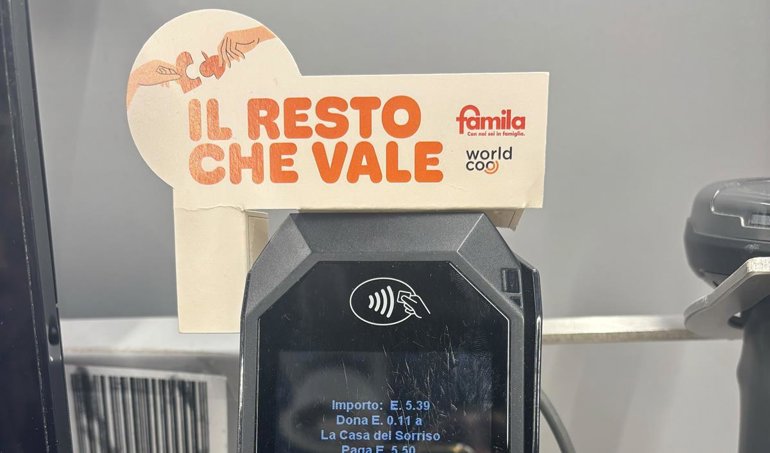 IL RESTO
CHE VALE
famila
Con noi sei in famiglia.
world
coo
Importo: E. 5.39
Dona E. 0.11 a
La Casa del Sorriso
Paga E. 5.50